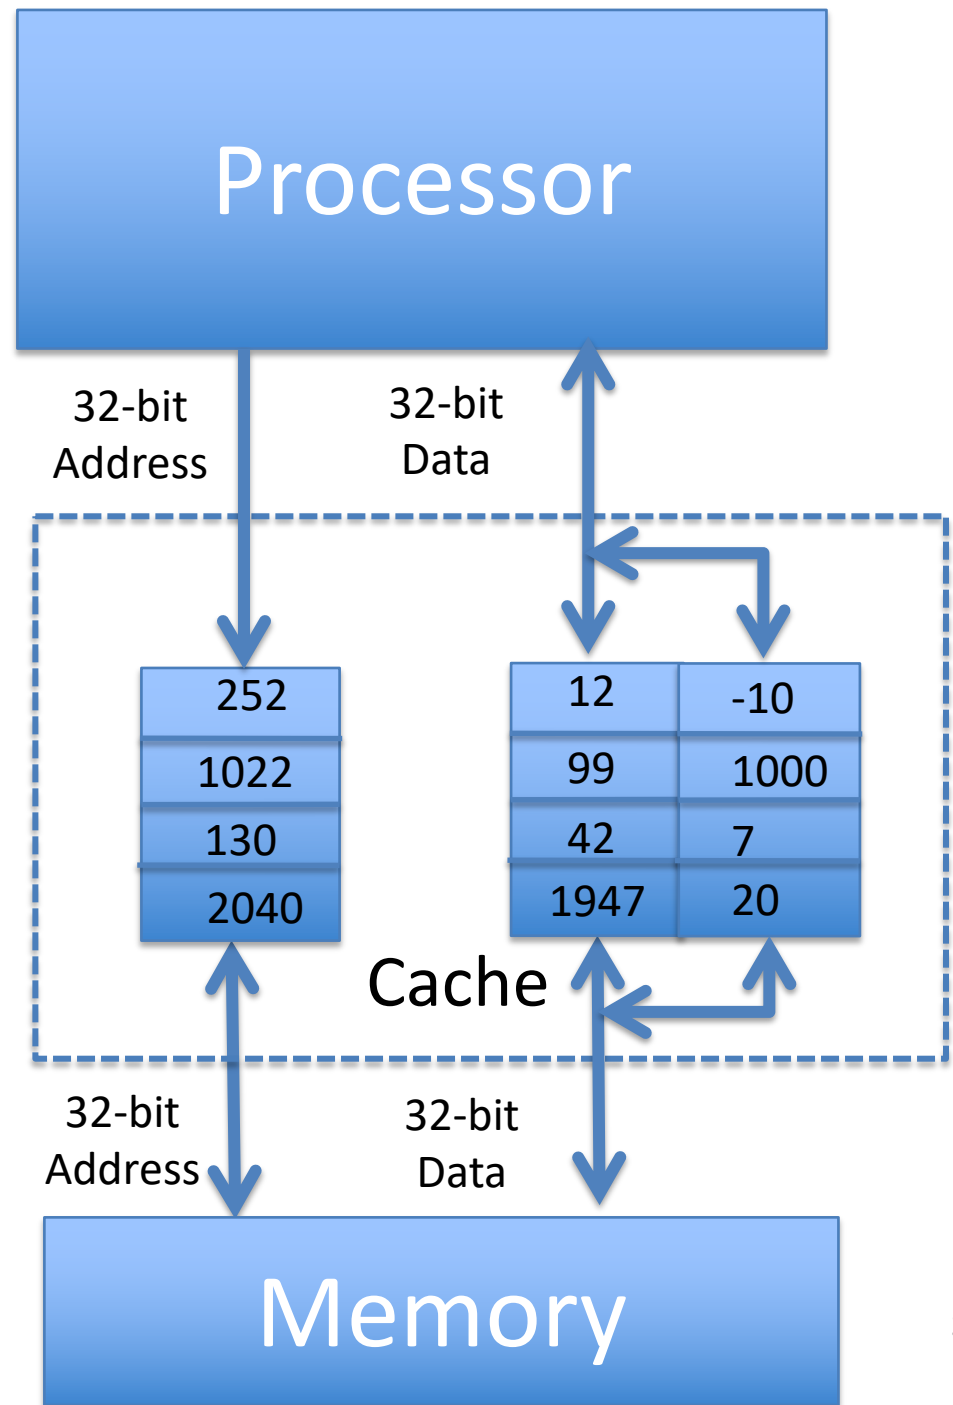 Processor
32-bit
Address
32-bit
Data
252
12
-10
1022
99
1000
130
42
7
2040
1947
20
Cache
32-bit
Address
32-bit
Data
Memory